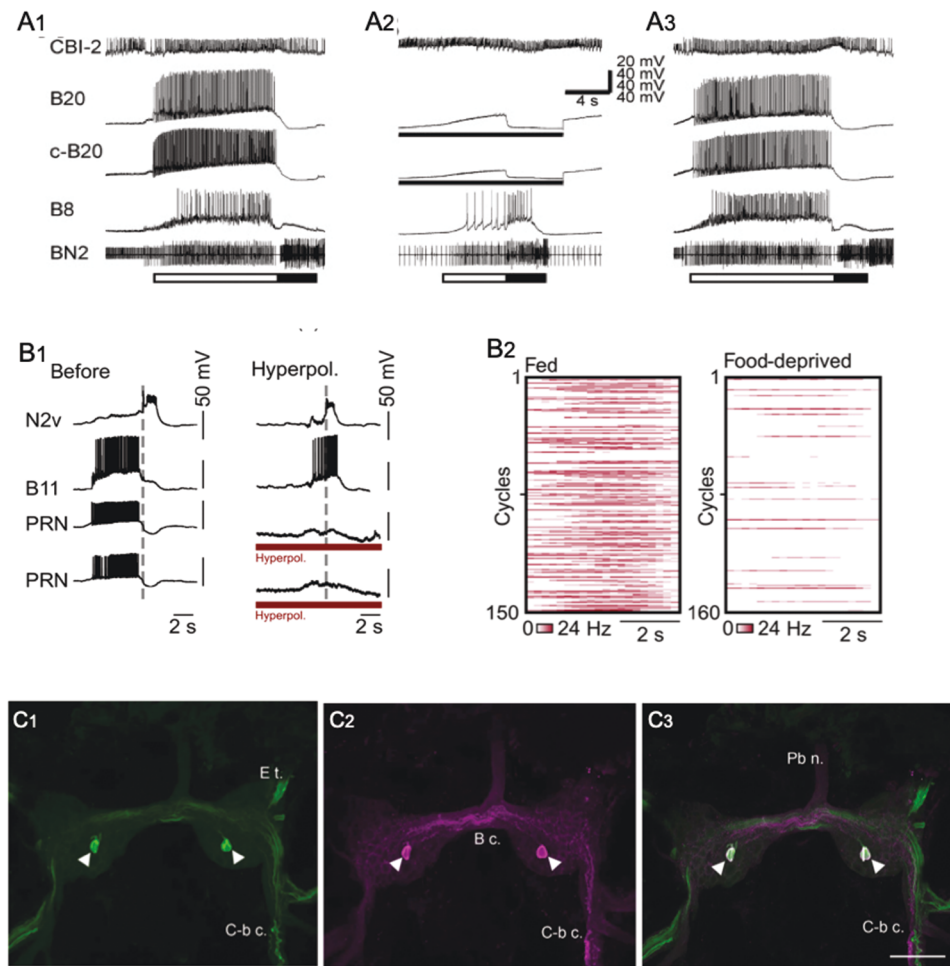 A1
A2
A3
CBI-2
B20
c-B20
B8
BN2
20 mV
40 mV
40 mV
40 mV
4 s
B1
Before
50 mV
Hyperpol.
50 mV
N2v
B11
PRN
PRN
Hyperpol.
Hyperpol.
2 s
2 s
B2
Fed
Food-deprived
1
1
Cycles
Cycles
150
160
0 24 Hz 2 s
0 24 Hz 2 s
C1
C2
C3
E t.
Pb n.
B c.
C-b c.
C-b c.
C-b c.